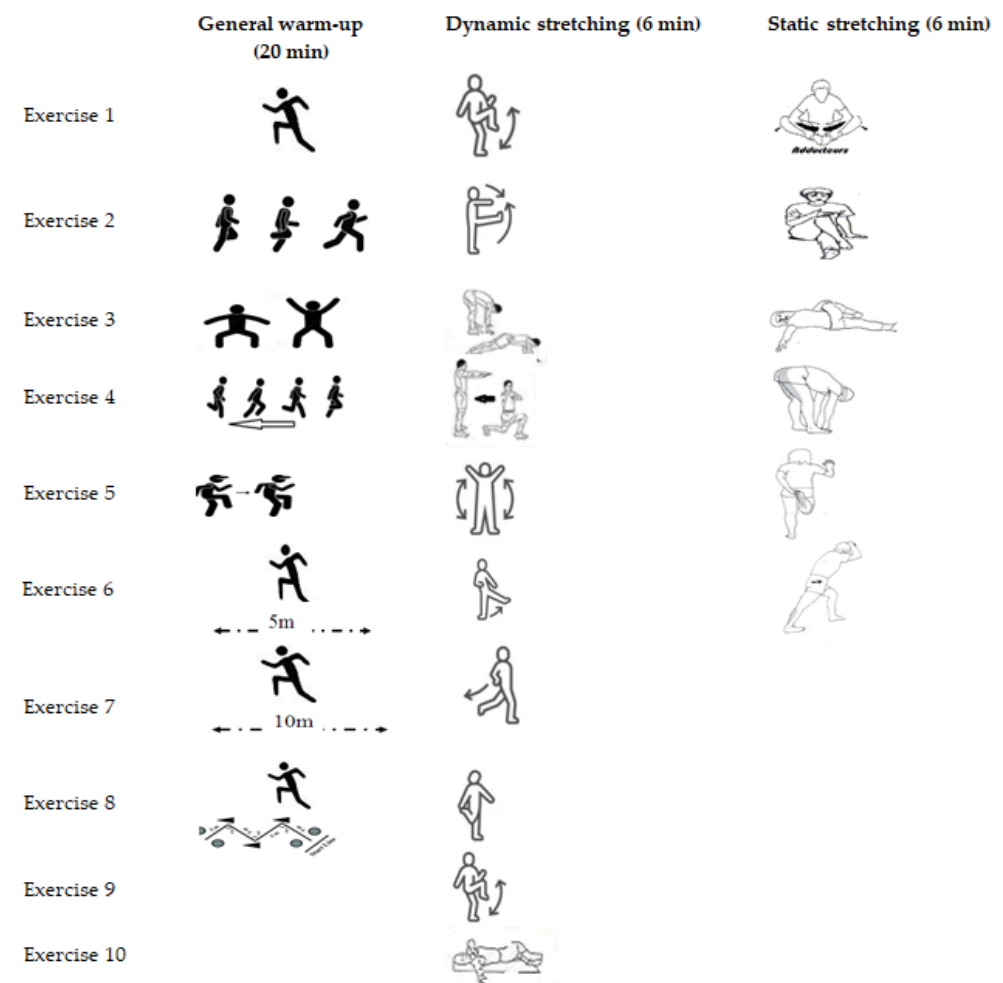 General warm-up
(20 min)
Dynamic stretching (6 min)
Static stretching (6 min)
Exercise 1
Adducteurs
Exercise 2
Exercise 3
Exercise 4
Exercise 5
Exercise 6
5m
Exercise 7
10m
Exercise 8
Exercise 9
Exercise 10